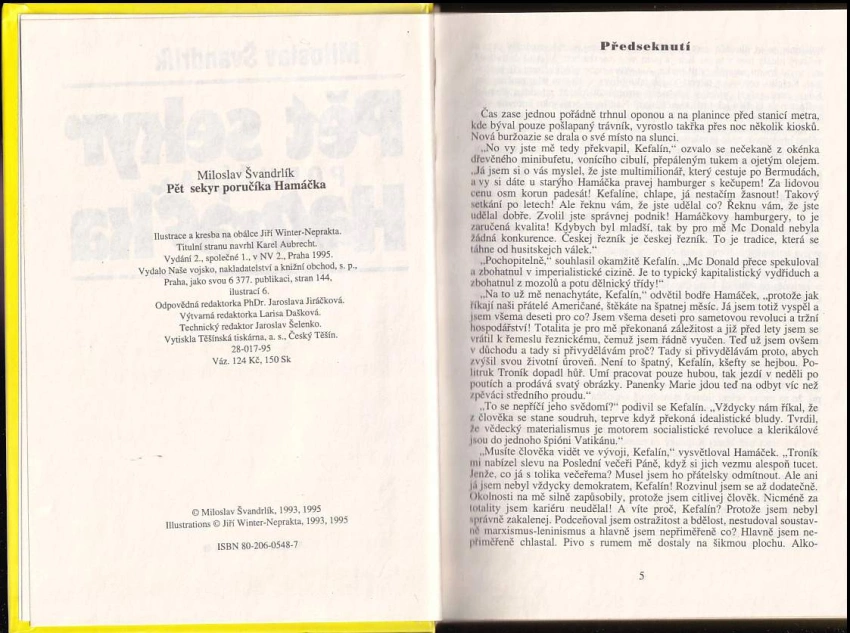 Miloslav Švandrlík
Pět sekyr poručíka Hamáčka
Ilustrace a kresba na obálce Jiří Winter-Neprakta.
Titulní stranu navrhl Karel Aubrecht.
Vydání 2., společné 1., v NV 2., Praha 1995.
Vydalo Naše vojsko, nakladatelství a knižní obchod, s. p.,
Praha, jako svou 6 377. publikaci, stran 144,
ilustrací 6.
Odpovědná redaktorka PhDr. Jaroslava Jiráčková.
Výtvarná redaktorka Larisa Dašková.
Technický redaktor Jaroslav Šelenko.
Vytiskla Těšínská tiskárna, a. s., Český Těšín.
28-017-95
Váz. 124 Kč, 150 Sk
© Miloslav Švandrlík, 1993, 1995
Illustrations © Jiří Winter-Neprakta, 1993, 1995
ISBN 80-206-0548-7
Předseknutí
Čas zase jednou pořádně trhnul oponou a na planince před stanicí metra,
kde býval pouze pošlapaný trávník, vyrostlo takřka přes noc několik kiosků.
Nová buržoazie se drala o své místo na slunci.
„No vy jste mě tedy překvapil, Kefalín,“ ozvalo se nečekaně z okénka
dřevěného minibufetu, vonícího cibulí, přepáleným tukem a ojetým olejem.
„Já jsem si o vás myslel, že jste multimilionář, který cestuje po Bermudách,
a vy si dáte u starýho Hamáčka pravej hamburger s kečupem! Za lidovou
cenu osm korun padesát! Kefalíne, chlape, já nestačím žasnout! Takový
setkání po letech! Ale řeknu vám, že jste udělal co? Řeknu vám, že jste
udělal dobře. Zvolil jste správnej podnik! Hamáčkovy hamburgery, to je
zaručená kvalita! Kdybych byl mladší, tak by pro mě Mc Donald nebyla
žádná konkurence. Českej řezník je českej řezník. To je tradice, která se
táhne od husitskejch válek.“
„Pochopitelně,“ souhlasil okamžitě Kefalín. „Mc Donald přece spekuloval
a zbohatnul v imperialistické cizině. Je to typický kapitalistický vydřiduch a
zbohatnul z mozolů a potu dělnický třídy!“
„Na to už mě nenachytáte, Kefalín,“ odvětil bodře Hamáček, „protože jak
říkají naši přátelé Američané, štěkáte na špatnej měsíc. Já jsem totiž vyspěl a
jsem všema deseti pro co? Jsem všema deseti pro sametovou revoluci a tržní
hospodářství! Totalita je pro mě překonaná záležitost a již před lety jsem se
vrátil k řemeslu řeznickému, čemuž jsem řádně vyučen. Teď už jsem ovšem
v důchodu a tady si přivydělávám proč? Tady si přivydělávám proto, abych
zvýšil svou životní úroveň. Není to špatný, Kefalín, kšefty se hejbou. Po-
litruk Troník dopadl hůř. Umí pracovat pouze hubou, tak jezdí v neděli po
poutích a prodává svatý obrázky. Panenky Marie jdou teď na odbyt víc než
zpěváci středního proudu.“
„To se nepříčí jeho svědomí?“ podivil se Kefalín. „Vždycky nám říkal, že
z člověka se stane soudruh, teprve když překoná idealistické bludy. Tvrdil,
že vědecký materialismus je motorem socialistické revoluce a klerikálové
jsou do jednoho špióni Vatikánu.“
„Musíte člověka vidět ve vývoji, Kefalín,“ vysvětloval Hamáček. „Troník
mi nabízel slevu na Poslední večeři Páně, když si jich vezmu alespoň tucet.
Jenže, co já s tolika večeřema? Musel jsem ho přátelsky odmítnout. Ale ani
já jsem nebyl vždycky demokratem, Kefalín! Rozvinul jsem se až dodatečně.
Okolnosti na mě silně zapůsobily, protože jsem citlivej člověk. Nicméně za
totality jsem kariéru neudělal! A víte proč, Kefalín? Protože jsem nebyl
správně zakalenej. Podceňoval jsem ostražitost a bdělost, nestudoval soustav-
ně marxismus-leninismus a hlavně jsem nepřiměřeně co? Hlavně jsem ne-
přiměřeně chlastal. Pivo s rumem mě dostaly na šikmou plochu. Alko-
5